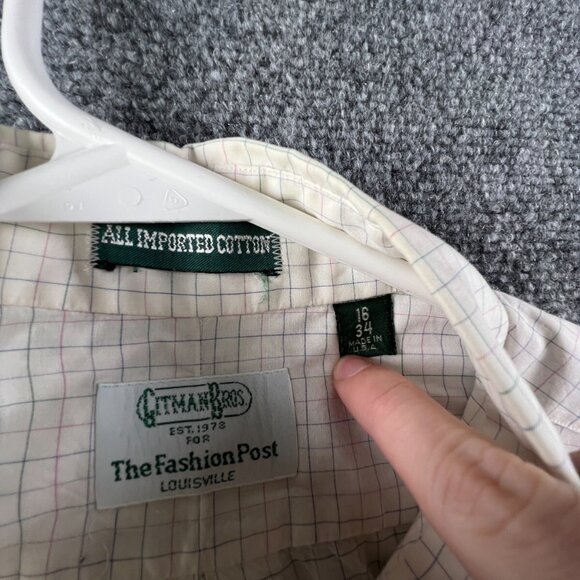 ALL IMPORTED COTTON
16
34
MADE IN
U.S.A.
GITMAN BROS.
EST. 1978
FOR
The Fashion Post
LOUISVILLE